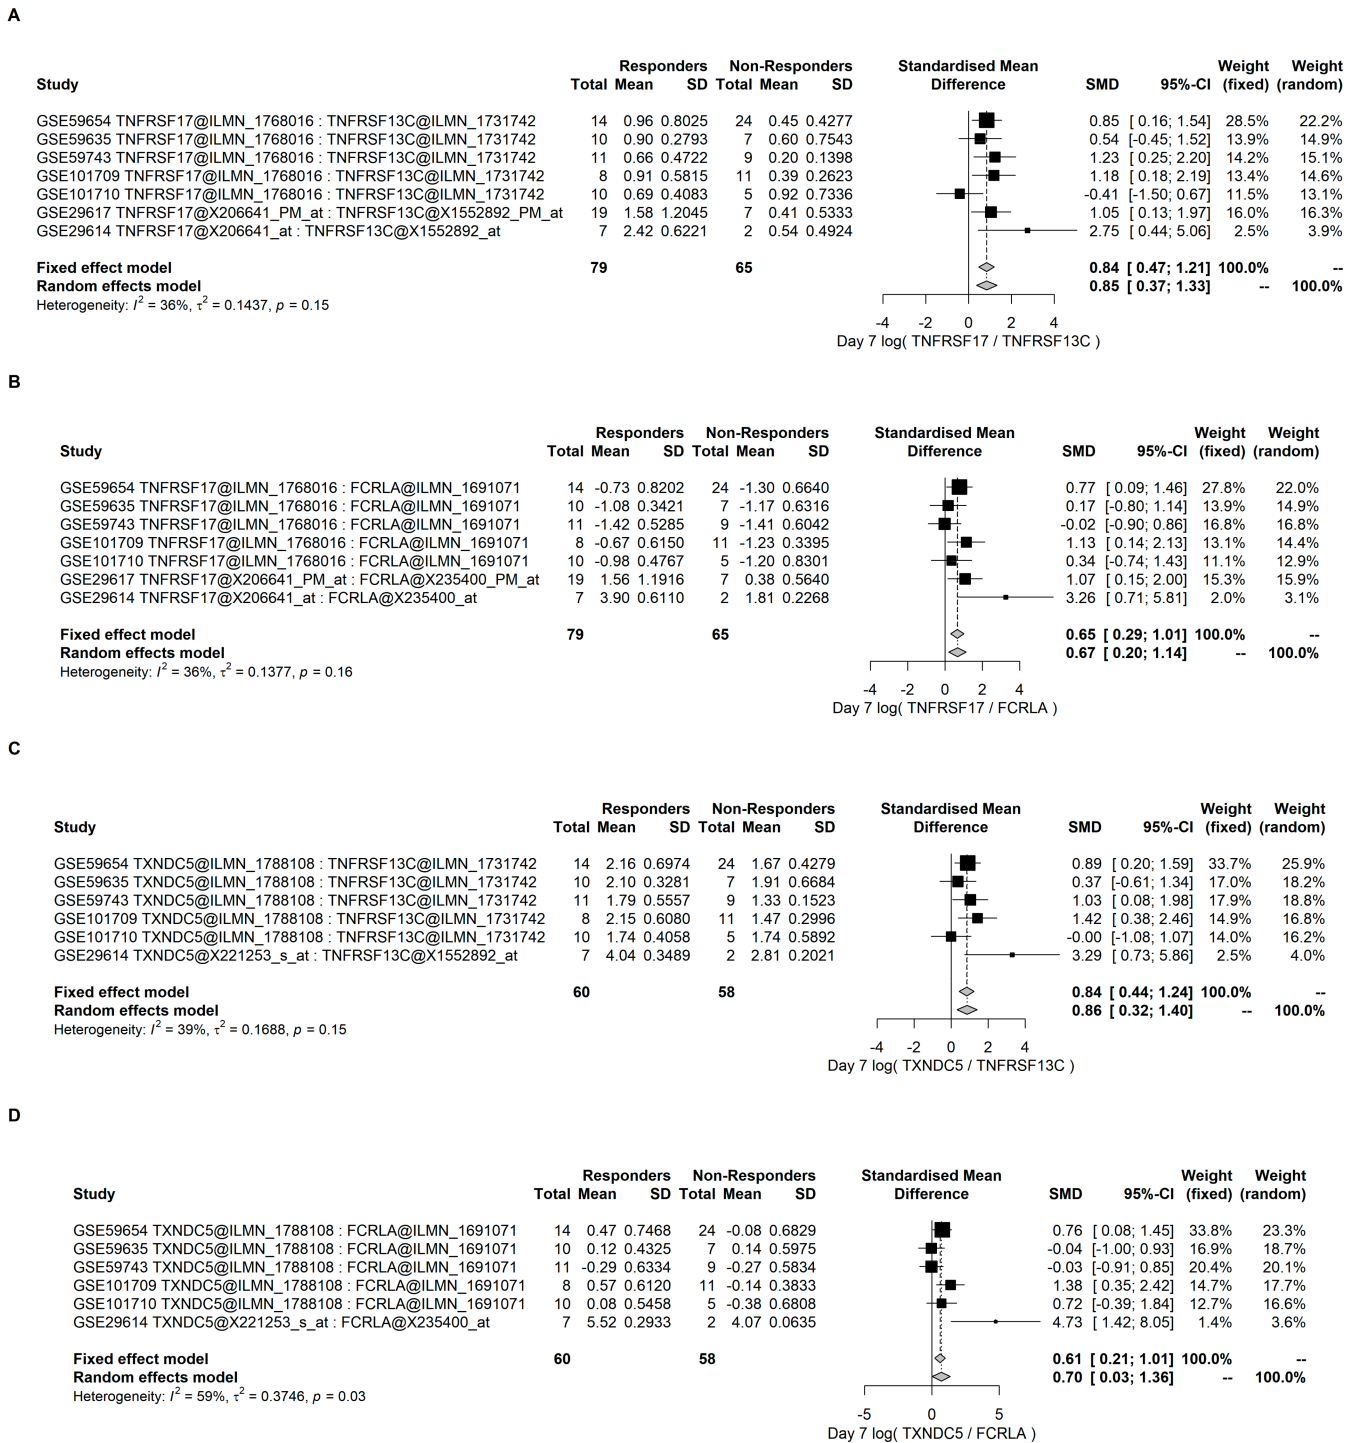 A
Responders Non-Responders Standardised Mean Weight Weight
Study Total Mean SD Total Mean SD Difference SMD 95%-CI (fixed) (random)
GSE59654 TNFRSF17@ILMN_1768016 : TNFRSF13C@ILMN_1731742 14 0.96 0.8025 24 0.45 0.4277 0.85 [ 0.16; 1.54] 28.5% 22.2%
GSE59635 TNFRSF17@ILMN_1768016 : TNFRSF13C@ILMN_1731742 10 0.90 0.2793 7 0.60 0.7543 0.54 [-0.45; 1.52] 13.9% 14.9%
GSE59743 TNFRSF17@ILMN_1768016 : TNFRSF13C@ILMN_1731742 11 0.66 0.4722 9 0.20 0.1398 1.23 [ 0.25; 2.20] 14.2% 15.1%
GSE101709 TNFRSF17@ILMN_1768016 : TNFRSF13C@ILMN_1731742 8 0.91 0.5815 11 0.39 0.2623 1.18 [ 0.18; 2.19] 13.4% 14.6%
GSE101710 TNFRSF17@ILMN_1768016 : TNFRSF13C@ILMN_1731742 10 0.69 0.4083 5 0.92 0.7336 -0.41 [-1.50; 0.67] 11.5% 13.1%
GSE29617 TNFRSF17@X206641_PM_at : TNFRSF13C@X1552892_PM_at 19 1.58 1.2045 7 0.41 0.5333 1.05 [ 0.13; 1.97] 16.0% 16.3%
GSE29614 TNFRSF17@X206641_at : TNFRSF13C@X1552892_at 7 2.42 0.6221 2 0.54 0.4924 2.75 [ 0.44; 5.06] 2.5% 3.9%
Fixed effect model 79 65 0.84 [ 0.47; 1.21] 100.0% --
Random effects model 0.85 [ 0.37; 1.33] -- 100.0%
Heterogeneity: I² = 36%, τ² = 0.1437, p = 0.15
-4 -2 0 2 4
Day 7 log( TNFRSF17 / TNFRSF13C )
B
Responders Non-Responders Standardised Mean Weight Weight
Study Total Mean SD Total Mean SD Difference SMD 95%-CI (fixed) (random)
GSE59654 TNFRSF17@ILMN_1768016 : FCRLA@ILMN_1691071 14 -0.73 0.8202 24 -1.30 0.6640 0.77 [ 0.09; 1.46] 27.8% 22.0%
GSE59635 TNFRSF17@ILMN_1768016 : FCRLA@ILMN_1691071 10 -1.08 0.3421 7 -1.17 0.6316 0.17 [-0.80; 1.14] 13.9% 14.9%
GSE59743 TNFRSF17@ILMN_1768016 : FCRLA@ILMN_1691071 11 -1.42 0.5285 9 -1.41 0.6042 -0.02 [-0.90; 0.86] 16.8% 16.8%
GSE101709 TNFRSF17@ILMN_1768016 : FCRLA@ILMN_1691071 8 -0.67 0.6150 11 -1.23 0.3395 1.13 [ 0.14; 2.13] 13.1% 14.4%
GSE101710 TNFRSF17@ILMN_1768016 : FCRLA@ILMN_1691071 10 -0.98 0.4767 5 -1.20 0.8301 0.34 [-0.74; 1.43] 11.1% 12.9%
GSE29617 TNFRSF17@X206641_PM_at : FCRLA@X235400_PM_at 19 1.56 1.1916 7 0.38 0.5640 1.07 [ 0.15; 2.00] 15.3% 15.9%
GSE29614 TNFRSF17@X206641_at : FCRLA@X235400_at 7 3.90 0.6110 2 1.81 0.2268 3.26 [ 0.71; 5.81] 2.0% 3.1%
Fixed effect model 79 65 0.65 [ 0.29; 1.01] 100.0% --
Random effects model 0.67 [ 0.20; 1.14] -- 100.0%
Heterogeneity: I² = 36%, τ² = 0.1377, p = 0.16
-4 -2 0 2 4
Day 7 log( TNFRSF17 / FCRLA )
C
Responders Non-Responders Standardised Mean Weight Weight
Study Total Mean SD Total Mean SD Difference SMD 95%-CI (fixed) (random)
GSE59654 TXNDC5@ILMN_1788108 : TNFRSF13C@ILMN_1731742 14 2.16 0.6974 24 1.67 0.4279 0.89 [ 0.20; 1.59] 33.7% 25.9%
GSE59635 TXNDC5@ILMN_1788108 : TNFRSF13C@ILMN_1731742 10 2.10 0.3281 7 1.91 0.6684 0.37 [-0.61; 1.34] 17.0% 18.2%
GSE59743 TXNDC5@ILMN_1788108 : TNFRSF13C@ILMN_1731742 11 1.79 0.5557 9 1.33 0.1523 1.03 [ 0.08; 1.98] 17.9% 18.8%
GSE101709 TXNDC5@ILMN_1788108 : TNFRSF13C@ILMN_1731742 8 2.15 0.6080 11 1.47 0.2996 1.42 [ 0.38; 2.46] 14.9% 16.8%
GSE101710 TXNDC5@ILMN_1788108 : TNFRSF13C@ILMN_1731742 10 1.74 0.4058 5 1.74 0.5892 -0.00 [-1.08; 1.07] 14.0% 16.2%
GSE29614 TXNDC5@X221253_s_at : TNFRSF13C@X1552892_at 7 4.04 0.3489 2 2.81 0.2021 3.29 [ 0.73; 5.86] 2.5% 4.0%
Fixed effect model 60 58 0.84 [ 0.44; 1.24] 100.0% --
Random effects model 0.86 [ 0.32; 1.40] -- 100.0%
Heterogeneity: I² = 39%, τ² = 0.1688, p = 0.15
-4 -2 0 2 4
Day 7 log( TXNDC5 / TNFRSF13C )
D
Responders Non-Responders Standardised Mean Weight Weight
Study Total Mean SD Total Mean SD Difference SMD 95%-CI (fixed) (random)
GSE59654 TXNDC5@ILMN_1788108 : FCRLA@ILMN_1691071 14 0.47 0.7468 24 -0.08 0.6829 0.76 [ 0.08; 1.45] 33.8% 23.3%
GSE59635 TXNDC5@ILMN_1788108 : FCRLA@ILMN_1691071 10 0.12 0.4325 7 0.14 0.5975 -0.04 [-1.00; 0.93] 16.9% 18.7%
GSE59743 TXNDC5@ILMN_1788108 : FCRLA@ILMN_1691071 11 -0.29 0.6334 9 -0.27 0.5834 -0.03 [-0.91; 0.85] 20.4% 20.1%
GSE101709 TXNDC5@ILMN_1788108 : FCRLA@ILMN_1691071 8 0.57 0.6120 11 -0.14 0.3833 1.38 [ 0.35; 2.42] 14.7% 17.7%
GSE101710 TXNDC5@ILMN_1788108 : FCRLA@ILMN_1691071 10 0.08 0.5458 5 -0.38 0.6808 0.72 [-0.39; 1.84] 12.7% 16.6%
GSE29614 TXNDC5@X221253_s_at : FCRLA@X235400_at 7 5.52 0.2933 2 4.07 0.0635 4.73 [ 1.42; 8.05] 1.4% 3.6%
Fixed effect model 60 58 0.61 [ 0.21; 1.01] 100.0% --
Random effects model 0.70 [ 0.03; 1.36] -- 100.0%
Heterogeneity: I² = 59%, τ² = 0.3746, p = 0.03
-5 0 5
Day 7 log( TXNDC5 / FCRLA )